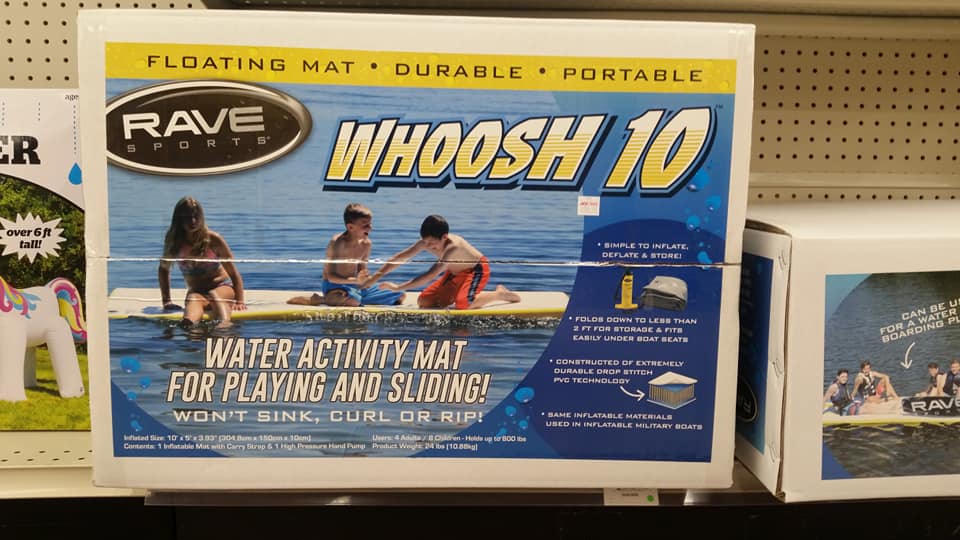 FLOATING MAT • DURABLE • PORTABLE
RAVE
SPORTS
WHOOSH 10™
• SIMPLE TO INFLATE,
DEFLATE & STORE!
• FOLDS DOWN TO LESS THAN
2 FT FOR STORAGE & FITS
EASILY UNDER BOAT SEATS
• CONSTRUCTED OF EXTREMELY
DURABLE DROP STITCH
PVC TECHNOLOGY
• SAME INFLATABLE MATERIALS
USED IN INFLATABLE MILITARY BOATS
WATER ACTIVITY MAT
FOR PLAYING AND SLIDING!
WON'T SINK, CURL OR RIP!
Inflated Size: 10' x 5' x 3.93" (304.8cm x 150cm x 10cm)
Contents: 1 Inflatable Mat with Carry Strap & 1 High Pressure Hand Pump
Users: 4 Adults / 8 Children - Holds up to 800 lbs
Product Weight: 24 lbs (10.88kg)
age
ER
over 6 ft
tall!
CAN BE U
FOR A WATER
BOARDING PL
RAVE